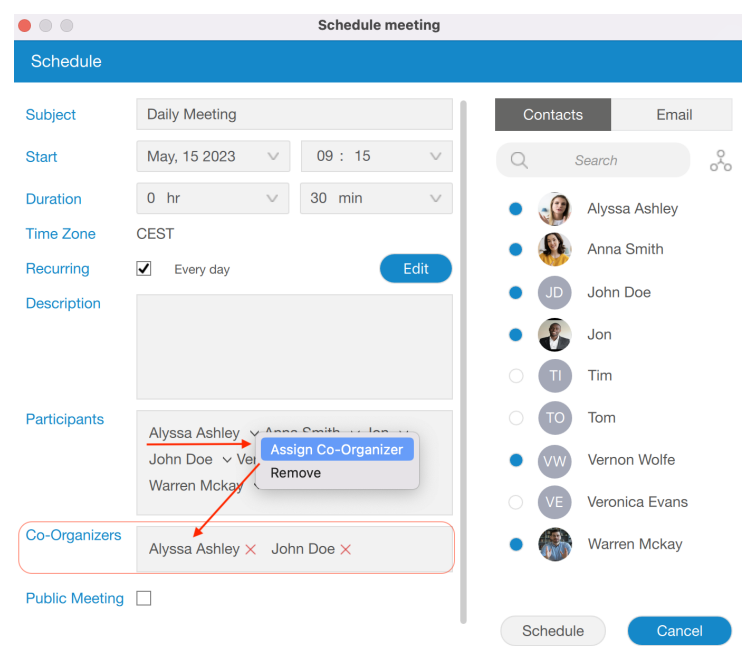 Schedule meeting
Schedule
Subject
Daily Meeting
Start
May, 15 2023
09 : 15
Duration
0 hr
30 min
Time Zone
CEST
Recurring
Every day
Edit
Description
Participants
Alyssa Ashley
John Doe
Warren Mckay
Assign Co-Organizer
Remove
Co-Organizers
Alyssa Ashley
John Doe
Public Meeting
Contacts
Email
Search
Alyssa Ashley
Anna Smith
JD
John Doe
Jon
TI
Tim
TO
Tom
VW
Vernon Wolfe
VE
Veronica Evans
Warren Mckay
Schedule
Cancel